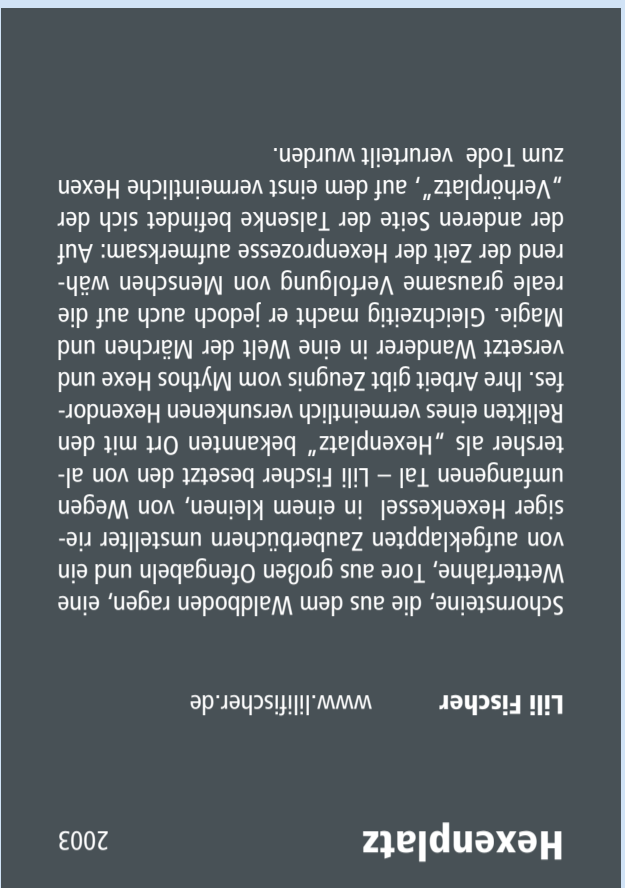 Hexenplatz 2003
Lili Fischer www.lilifischer.de
Schornsteine, die aus dem Waldboden ragen, eine
Wetterfahne, Tore aus großen Ofengabeln und ein
von aufgeklappten Zauberbüchern umstellter rie-
siger Hexenkessel in einem kleinen, von Wegen
umfangenen Tal – Lili Fischer besetzt den von al-
tersher als „Hexenplatz“ bekannten Ort mit den
Relikten eines vermeintlich versunkenen Hexendor-
fes. Ihre Arbeit gibt Zeugnis vom Mythos Hexe und
versetzt Wanderer in eine Welt der Märchen und
Magie. Gleichzeitig macht er jedoch auch auf die
reale grausame Verfolgung von Menschen wäh-
rend der Zeit der Hexenprozesse aufmerksam: Auf
der anderen Seite der Talsenke befindet sich der
„Verhörplatz“, auf dem einst vermeintliche Hexen
zum Tode verurteilt wurden.